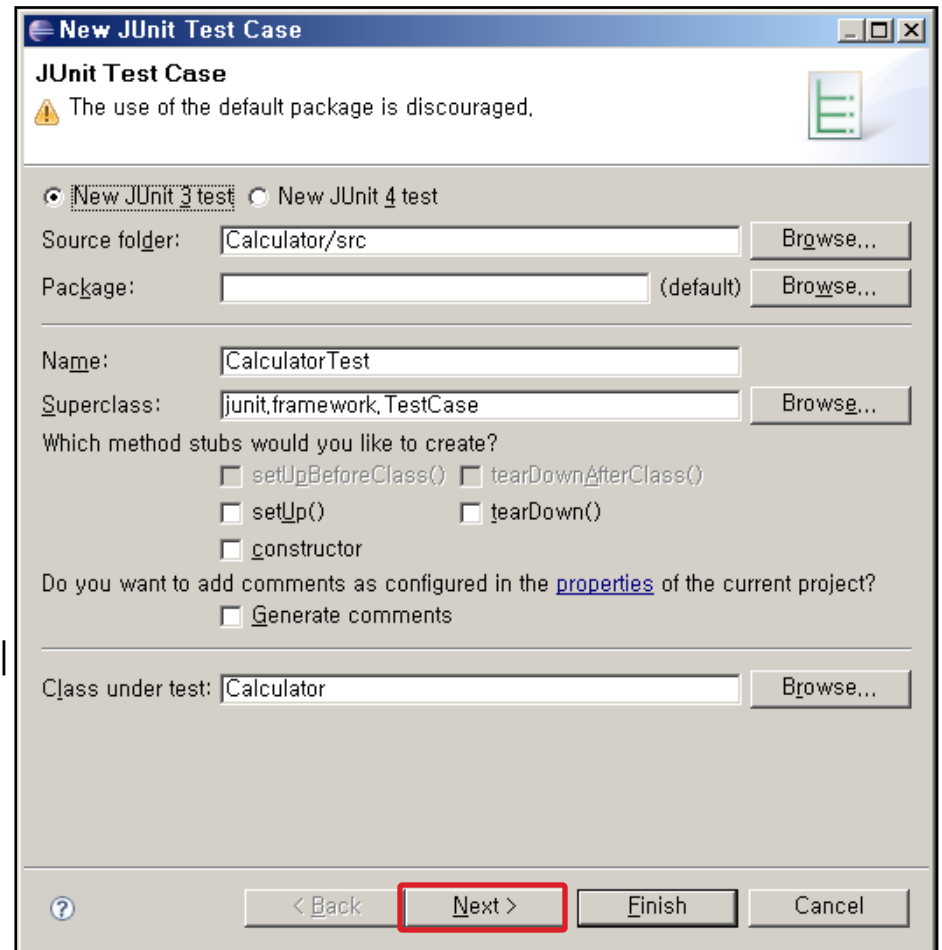 New JUnit Test Case
JUnit Test Case
The use of the default package is discouraged.
New JUnit 3 test New JUnit 4 test
Source folder: Calculator/src Browse...
Package: (default) Browse...
Name: CalculatorTest
Superclass: junit.framework.TestCase Browse...
Which method stubs would you like to create?
setUpBeforeClass() tearDownAfterClass()
setUp() tearDown()
constructor
Do you want to add comments as configured in the properties of the current project?
Generate comments
Class under test: Calculator Browse...
< Back Next > Finish Cancel